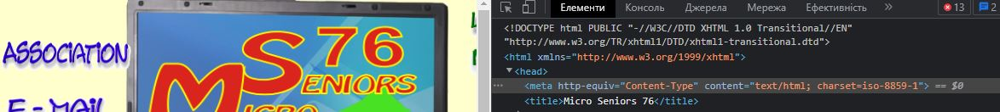 ASSOCIATION
E - MAIL
76
MS
ENIORS
ICRO
Елементи Консоль Джерела Мережа Ефективність » 13 2
<!DOCTYPE html PUBLIC "-//W3C//DTD XHTML 1.0 Transitional//EN"
"http://www.w3.org/TR/xhtml1/DTD/xhtml1-transitional.dtd">
<html xmlns="http://www.w3.org/1999/xhtml">
<head>
<meta http-equiv="Content-Type" content="text/html; charset=iso-8859-1"> == $0
<title>Micro Seniors 76</title>